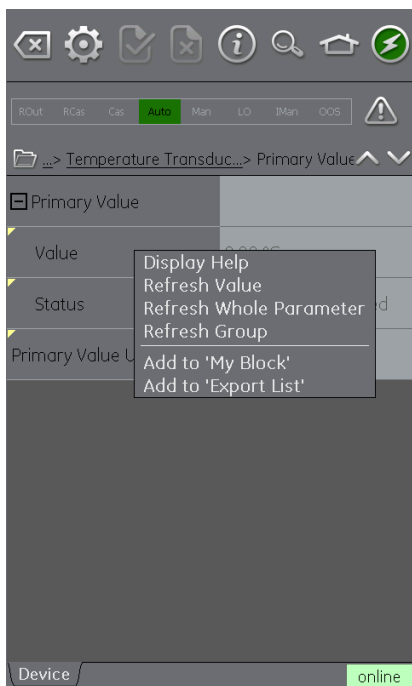 ROut RCas Cas Auto Man LO IMan OOS
...> Temperature Transduc...> Primary Value
Primary Value
Value
Display Help
Refresh Value
Status
Refresh Whole Parameter
Refresh Group
Primary Value U
Add to 'My Block'
Add to 'Export List'
Device
online